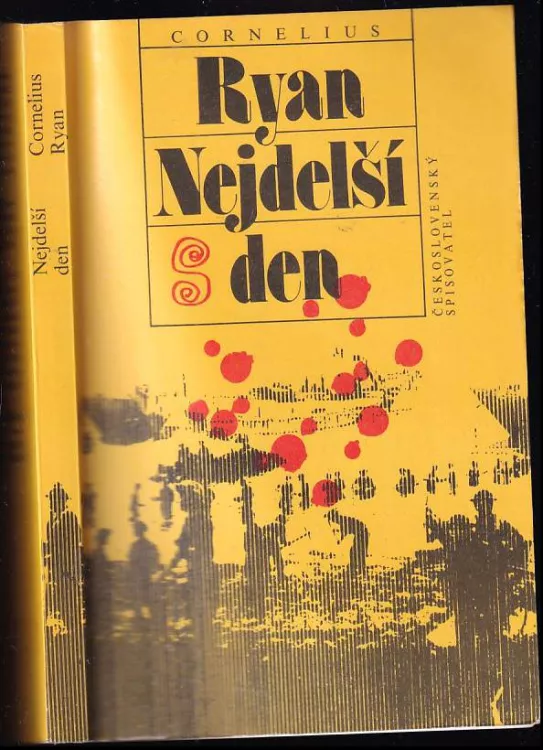 CORNELIUS
Ryan
Nejdelší
den
ČESKOSLOVENSKÝ
SPISOVATEL
Cornelius
Ryan
Nejdelší
den